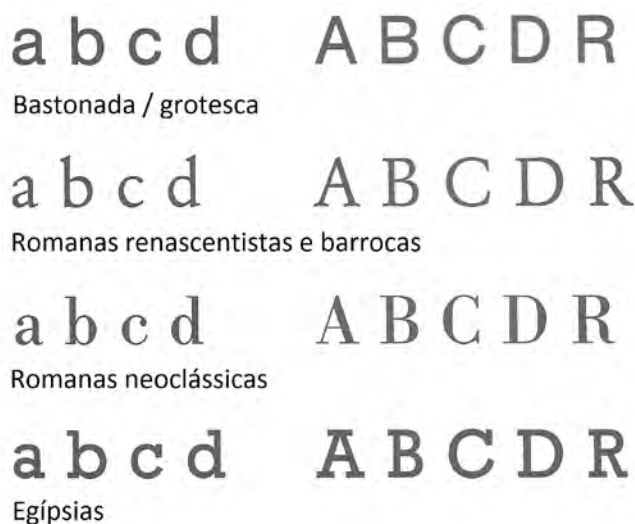 a b c d A B C D R
Bastonada / grotesca
a b c d A B C D R
Romanas renascentistas e barrocas
a b c d A B C D R
Romanas neoclássicas
a b c d A B C D R
Egípsias